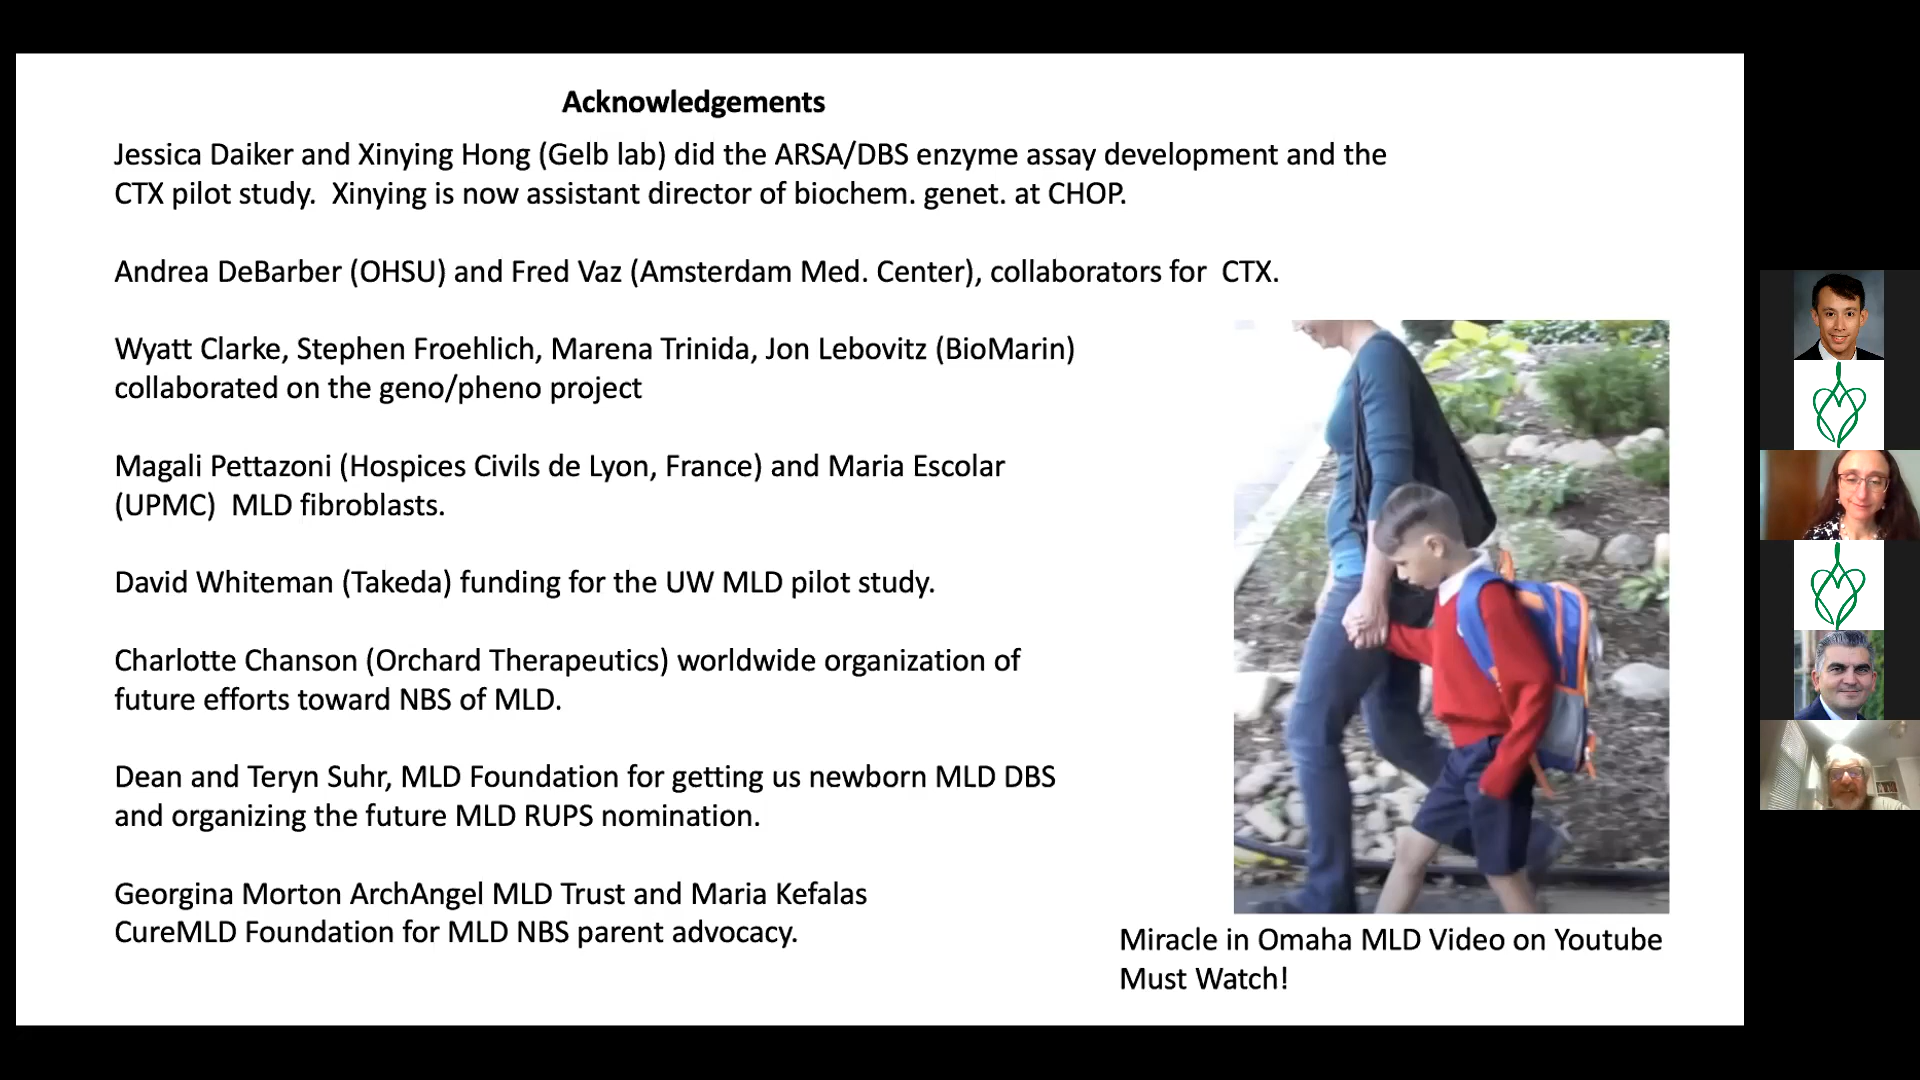 Acknowledgements
Jessica Daiker and Xinying Hong (Gelb lab) did the ARSA/DBS enzyme assay development and the
CTX pilot study.  Xinying is now assistant director of biochem. genet. at CHOP.
Andrea DeBarber (OHSU) and Fred Vaz (Amsterdam Med. Center), collaborators for  CTX.
Wyatt Clarke, Stephen Froehlich, Marena Trinida, Jon Lebovitz (BioMarin)
collaborated on the geno/pheno project
Magali Pettazoni (Hospices Civils de Lyon, France) and Maria Escolar
(UPMC)  MLD fibroblasts.
David Whiteman (Takeda) funding for the UW MLD pilot study.
Charlotte Chanson (Orchard Therapeutics) worldwide organization of
future efforts toward NBS of MLD.
Dean and Teryn Suhr, MLD Foundation for getting us newborn MLD DBS
and organizing the future MLD RUPS nomination.
Georgina Morton ArchAngel MLD Trust and Maria Kefalas
CureMLD Foundation for MLD NBS parent advocacy.
Miracle in Omaha MLD Video on Youtube
Must Watch!